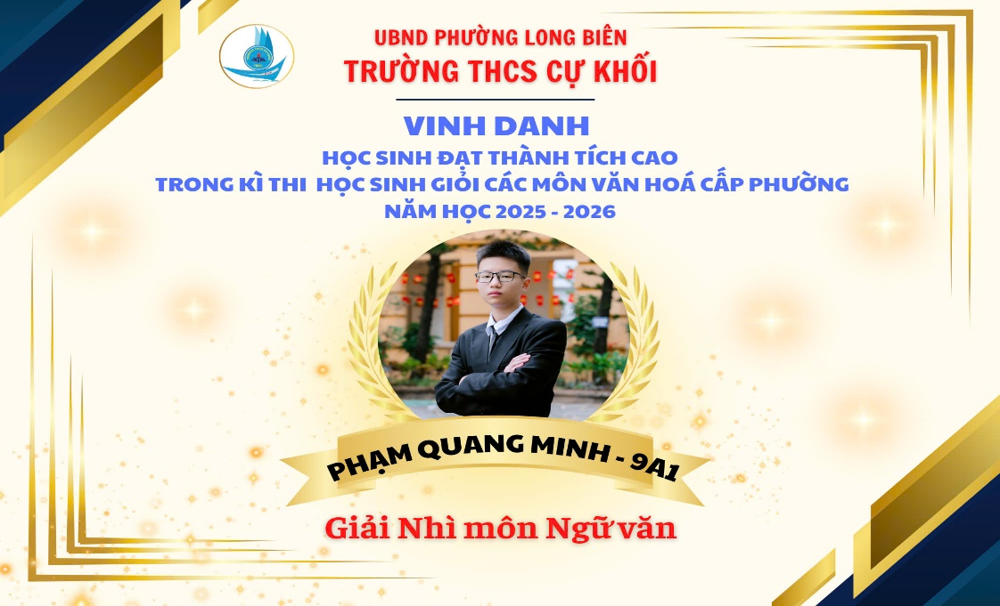 UBND PHƯỜNG LONG BIÊN
TRƯỜNG THCS CỰ KHỐI
VINH DANH
HỌC SINH ĐẠT THÀNH TÍCH CAO
TRONG KÌ THI HỌC SINH GIỎI CÁC MÔN VĂN HOÁ CẤP PHƯỜNG
NĂM HỌC 2025 - 2026
PHẠM QUANG MINH - 9A1
Giải Nhì môn Ngữ văn